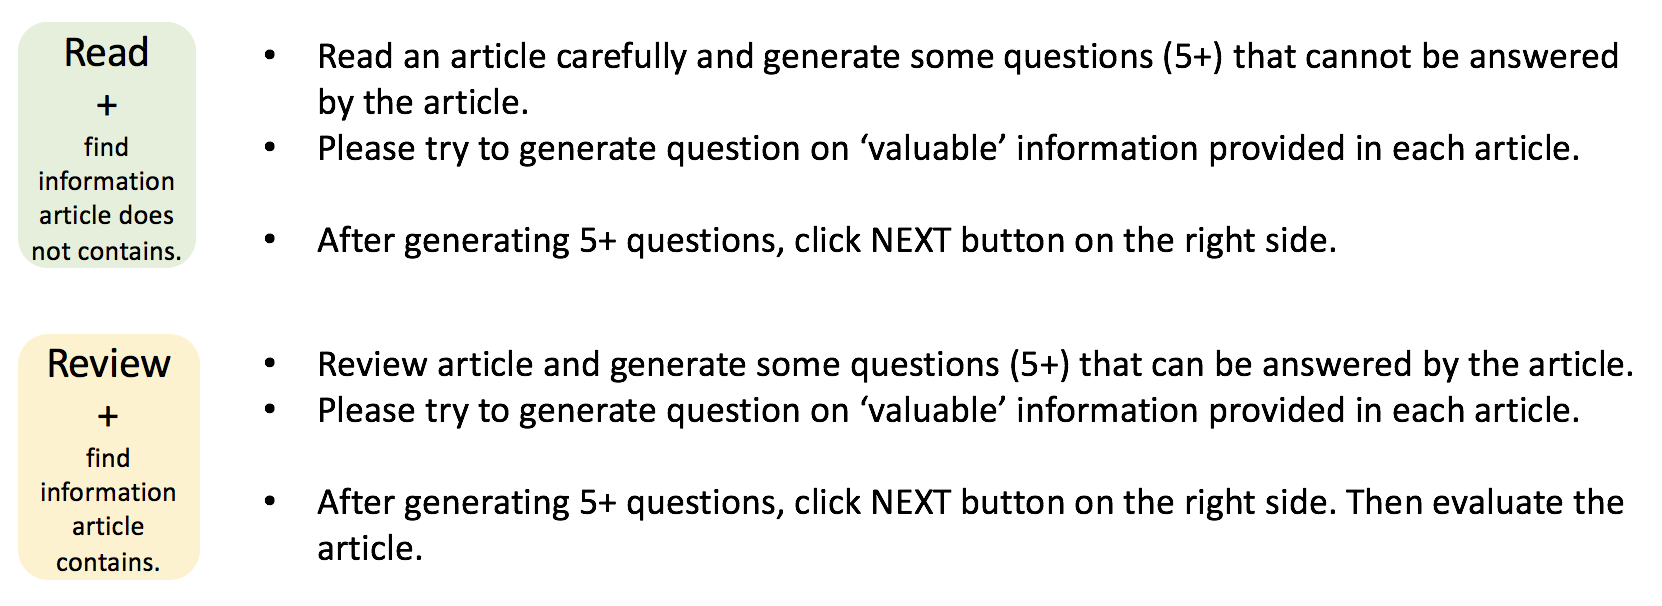 Read
+
find
information
article does
not contains.
• Read an article carefully and generate some questions (5+) that cannot be answered
by the article.
• Please try to generate question on ‘valuable’ information provided in each article.
• After generating 5+ questions, click NEXT button on the right side.
Review
+
find
information
article
contains.
• Review article and generate some questions (5+) that can be answered by the article.
• Please try to generate question on ‘valuable’ information provided in each article.
• After generating 5+ questions, click NEXT button on the right side. Then evaluate the
article.